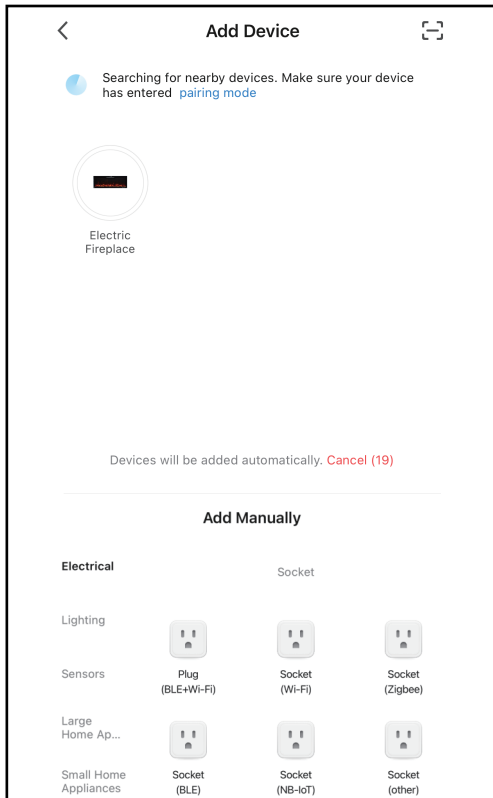 Add Device
Searching for nearby devices. Make sure your device
has entered pairing mode
Electric
Fireplace
Devices will be added automatically. Cancel (19)
Add Manually
Electrical
Socket
Lighting
Sensors
Plug
(BLE+Wi-Fi)
Socket
(Wi-Fi)
Socket
(Zigbee)
Large
Home Ap...
Small Home
Appliances
Socket
(BLE)
Socket
(NB-IoT)
Socket
(other)